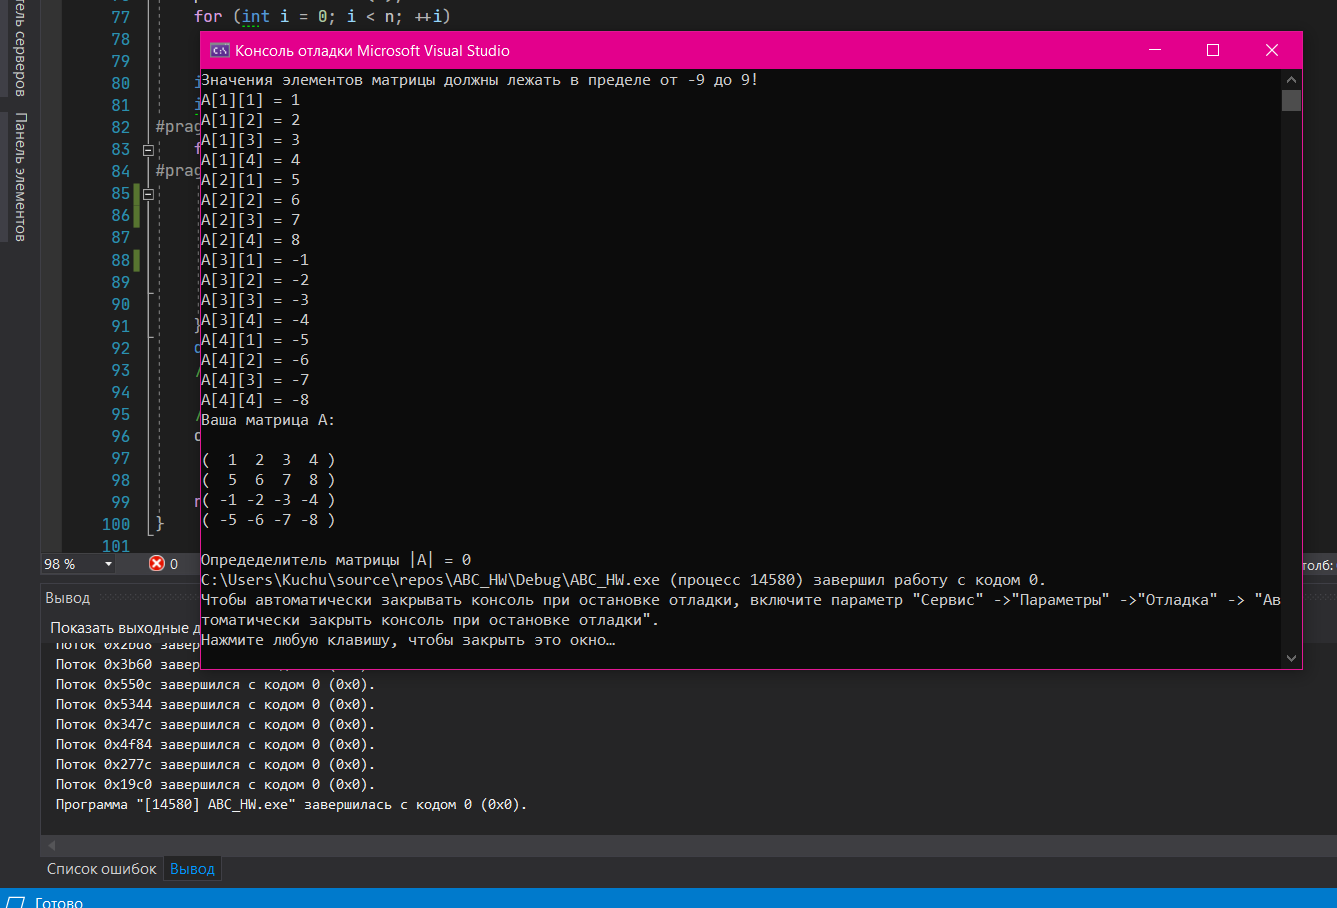 тель серверов
Панель элементов
77 for (int i = 0; i < n; ++i)
78
79
80
81
82 #prag
83
84 #prag
85
86
87
88
89
90
91 }
92
93
94
95
96
97
98
99
100 }
101
98 %
0
толб:
Консоль отладки Microsoft Visual Studio
Значения элементов матрицы должны лежать в пределе от -9 до 9!
A[1][1] = 1
A[1][2] = 2
A[1][3] = 3
A[1][4] = 4
A[2][1] = 5
A[2][2] = 6
A[2][3] = 7
A[2][4] = 8
A[3][1] = -1
A[3][2] = -2
A[3][3] = -3
A[3][4] = -4
A[4][1] = -5
A[4][2] = -6
A[4][3] = -7
A[4][4] = -8
Ваша матрица A:
(  1  2  3  4 )
(  5  6  7  8 )
( -1 -2 -3 -4 )
( -5 -6 -7 -8 )
Опредеделитель матрицы |A| = 0
C:\Users\Kuchu\source\repos\ABC_HW\Debug\ABC_HW.exe (процесс 14580) завершил работу с кодом 0.
Чтобы автоматически закрывать консоль при остановке отладки, включите параметр "Сервис" ->"Параметры" ->"Отладка" -> "Ав
томатически закрыть консоль при остановке отладки".
Нажмите любую клавишу, чтобы закрыть это окно…
Вывод
Показать выходные д
Поток 0x2bd8 завер
Поток 0x3b60 завер
Поток 0x550c завершился с кодом 0 (0x0).
Поток 0x5344 завершился с кодом 0 (0x0).
Поток 0x347c завершился с кодом 0 (0x0).
Поток 0x4f84 завершился с кодом 0 (0x0).
Поток 0x277c завершился с кодом 0 (0x0).
Поток 0x19c0 завершился с кодом 0 (0x0).
Программа "[14580] ABC_HW.exe" завершилась с кодом 0 (0x0).
Список ошибок Вывод
Готово